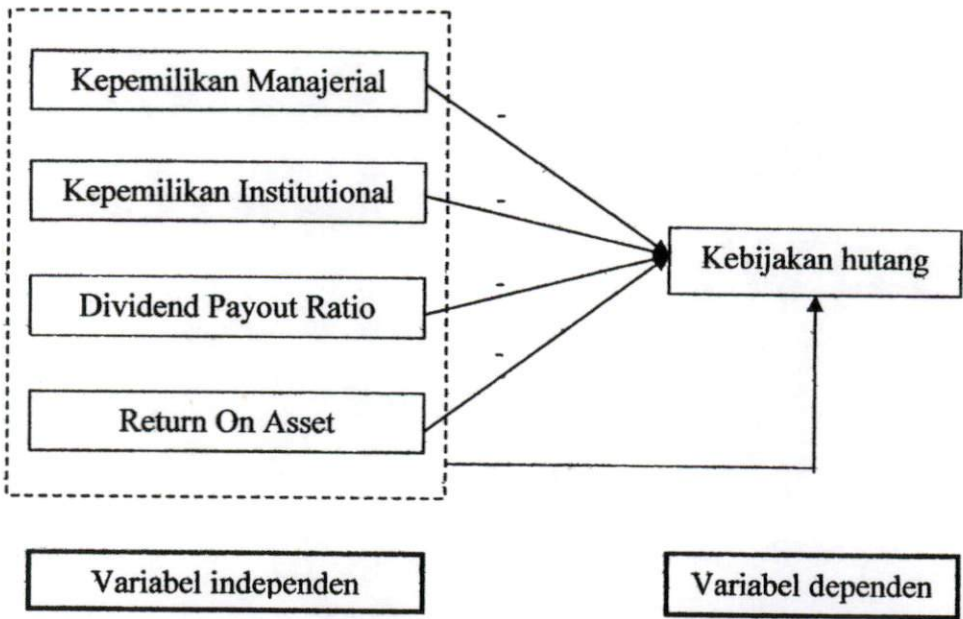 Kepemilikan Manajerial
-
Kepemilikan Institutional
-
Kebijakan hutang
Dividend Payout Ratio
-
-
Return On Asset
Variabel independen
Variabel dependen